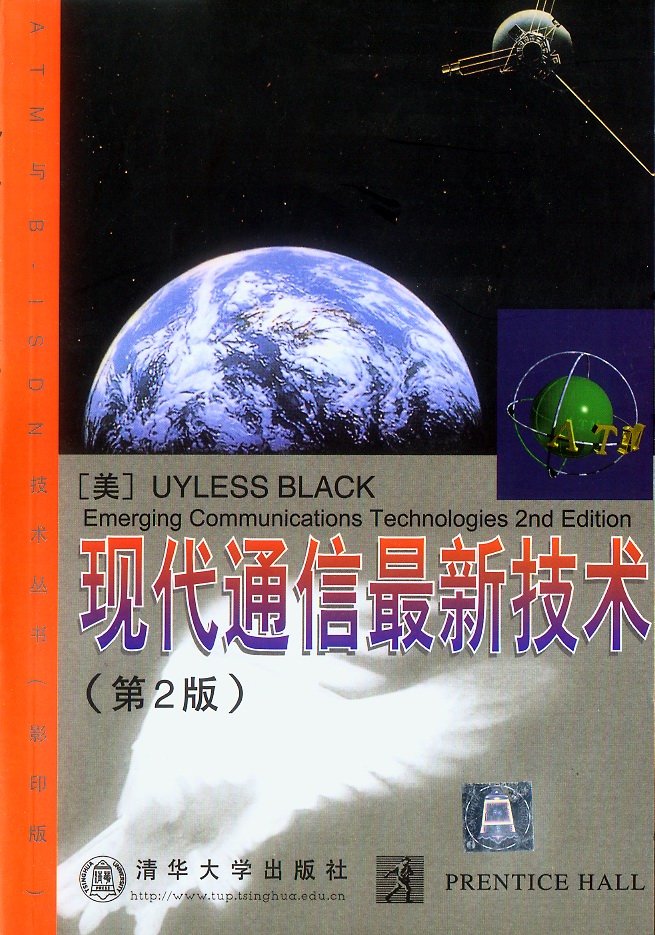 ATM与B-ISDN技术丛书(影印版)
ATM
[美] UYLESS BLACK
Emerging Communications Technologies 2nd Edition
现代通信最新技术
(第2版)
清华大学出版社
http://www.tup.tsinghua.edu.cn
PRENTICE HALL